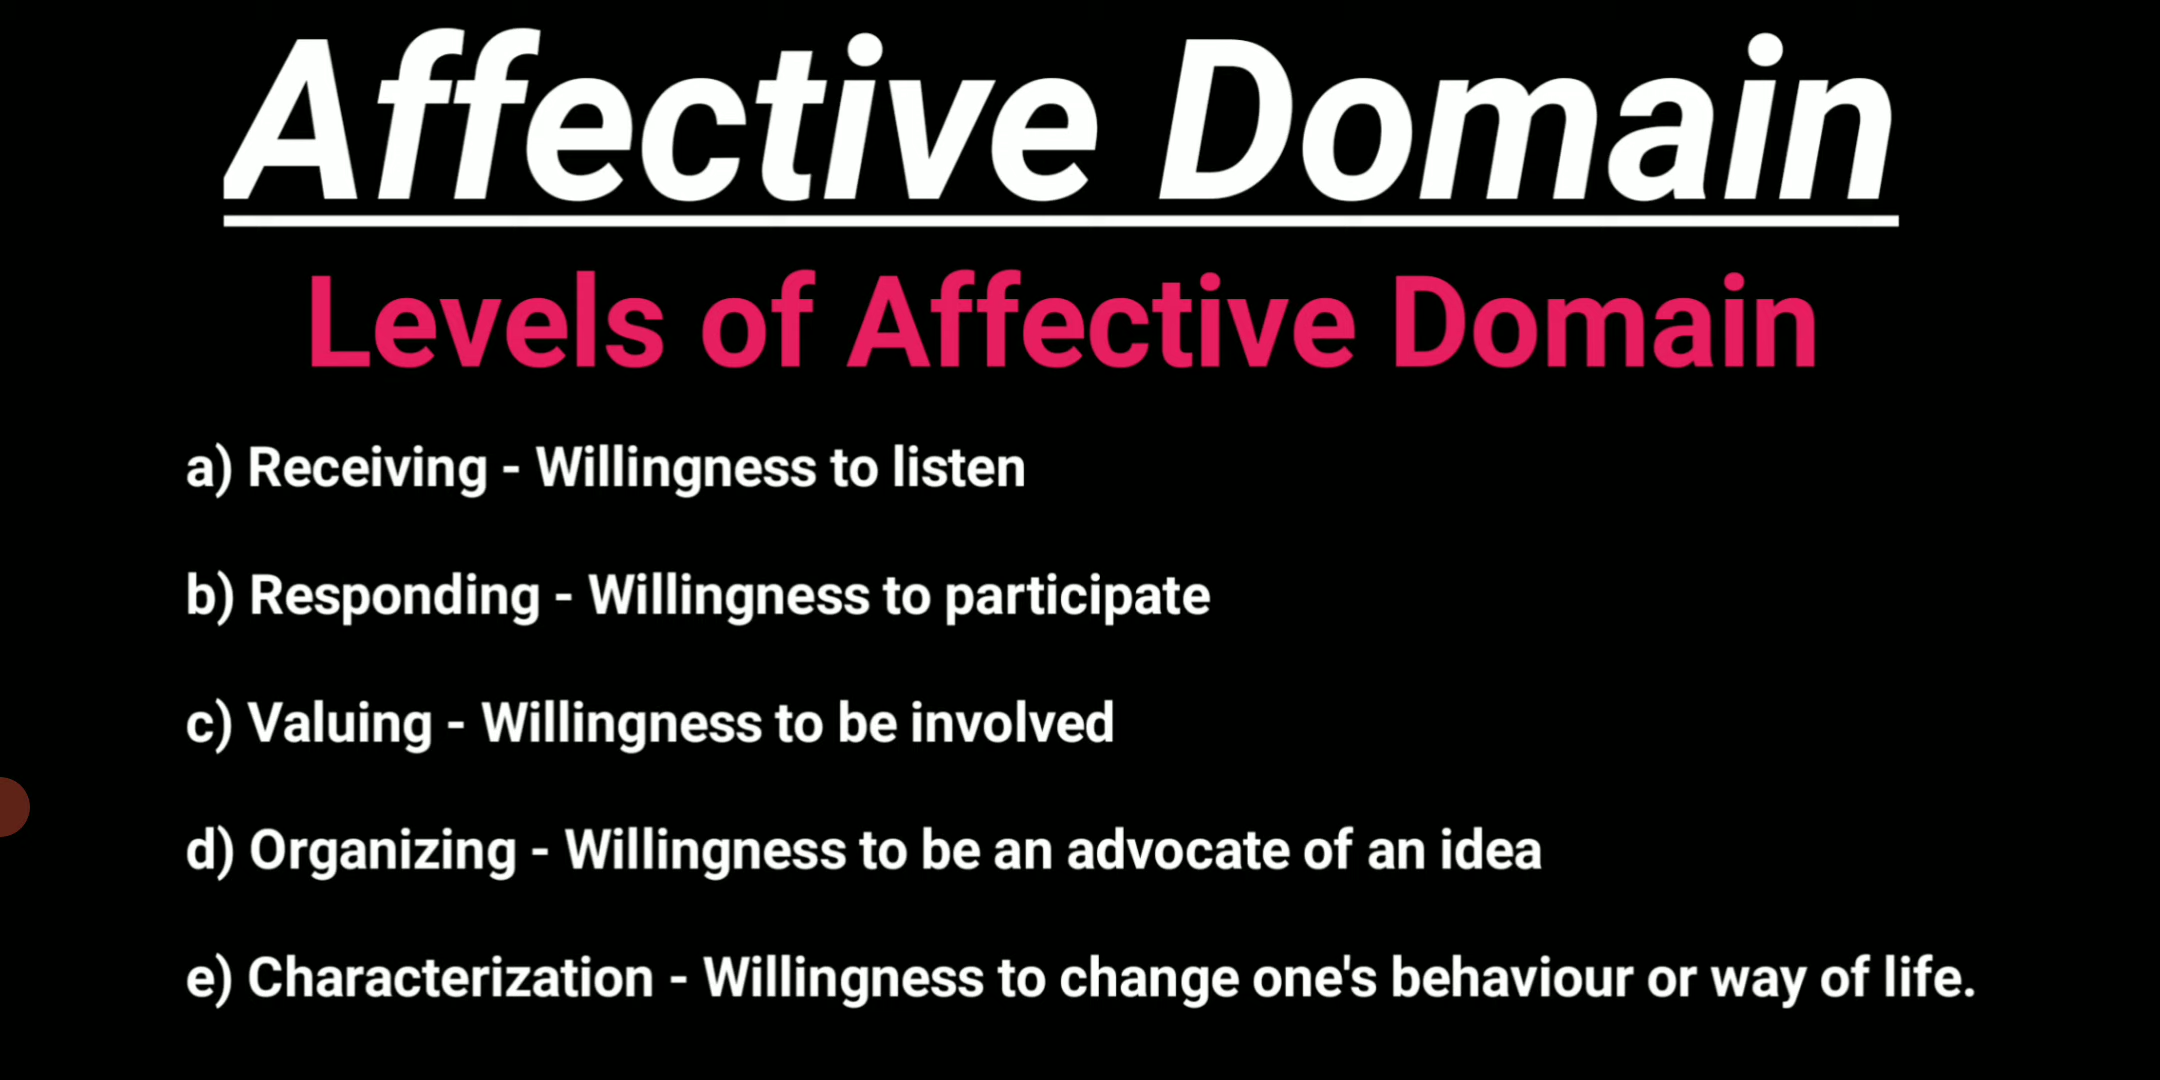 Affective Domain
Levels of Affective Domain
a) Receiving - Willingness to listen
b) Responding - Willingness to participate
c) Valuing - Willingness to be involved
d) Organizing - Willingness to be an advocate of an idea
e) Characterization - Willingness to change one's behaviour or way of life.